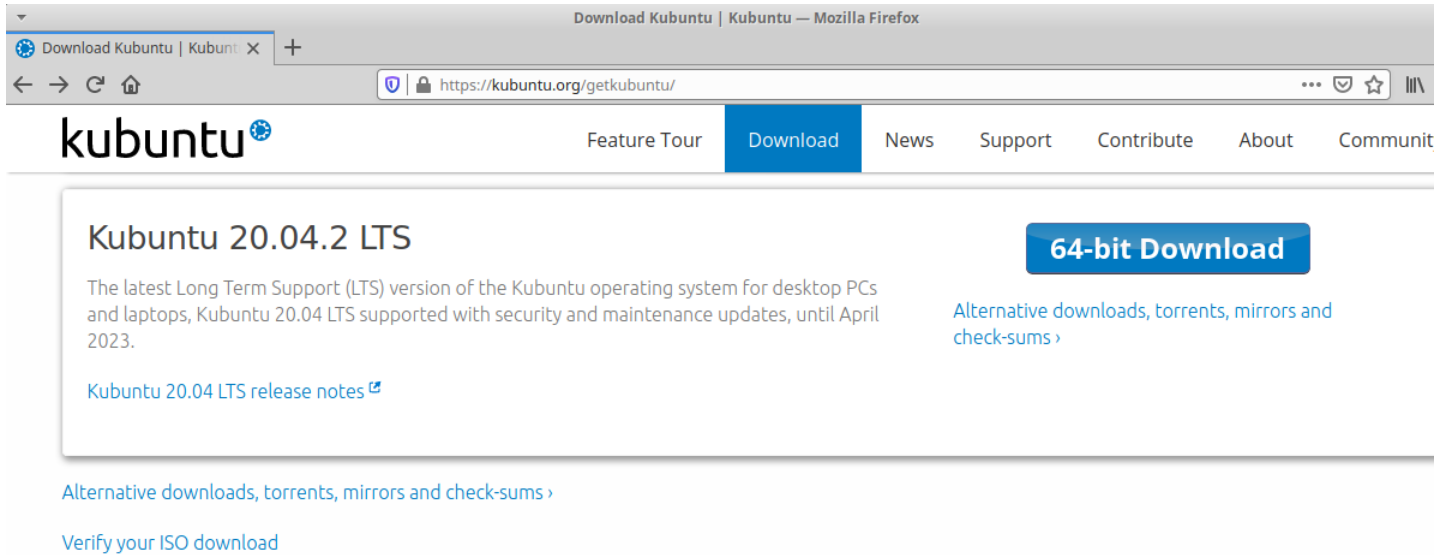 Download Kubuntu | Kubuntu — Mozilla Firefox
Download Kubuntu | Kubunt
https://kubuntu.org/getkubuntu/
kubuntu
Feature Tour Download News Support Contribute About Communit
Kubuntu 20.04.2 LTS
64-bit Download
The latest Long Term Support (LTS) version of the Kubuntu operating system for desktop PCs
and laptops, Kubuntu 20.04 LTS supported with security and maintenance updates, until April
2023.
Alternative downloads, torrents, mirrors and
check-sums ›
Kubuntu 20.04 LTS release notes
Alternative downloads, torrents, mirrors and check-sums ›
Verify your ISO download